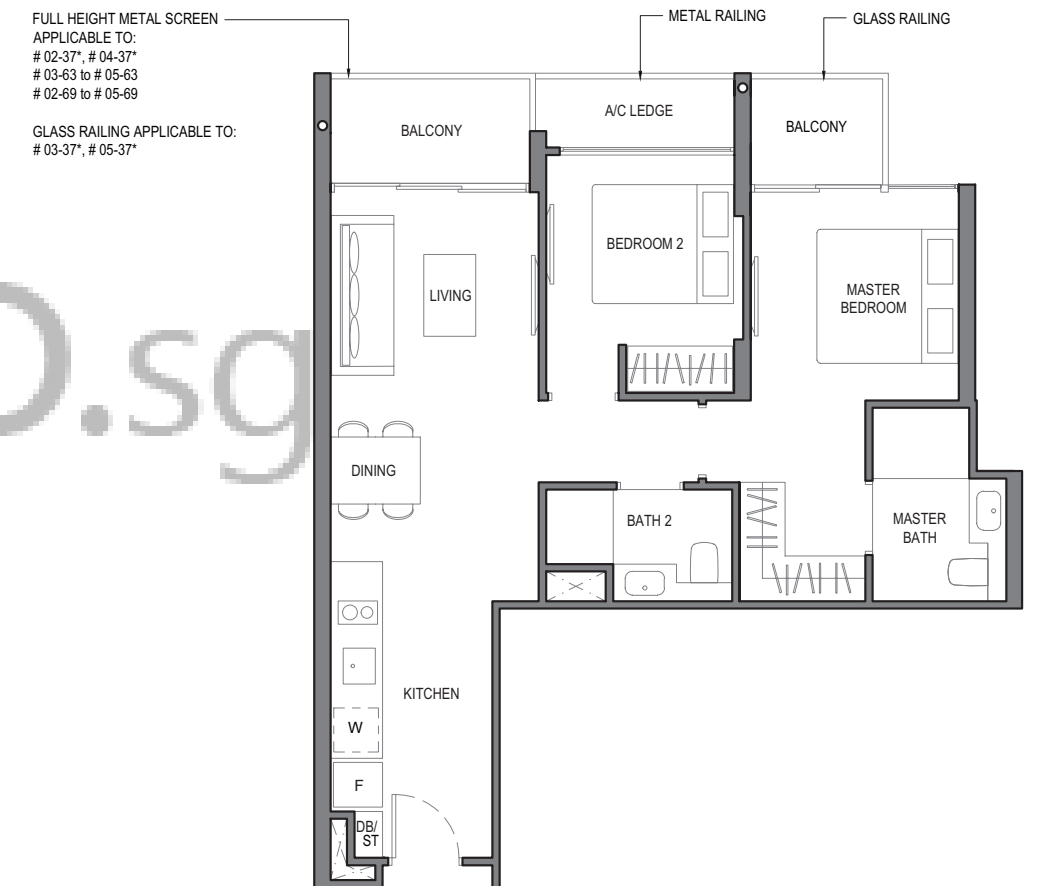 FULL HEIGHT METAL SCREEN
APPLICABLE TO:
# 02-37*, # 04-37*
# 03-63 to # 05-63
# 02-69 to # 05-69
GLASS RAILING APPLICABLE TO:
# 03-37*, # 05-37*
METAL RAILING
GLASS RAILING
BALCONY
A/C LEDGE
BALCONY
BEDROOM 2
LIVING
MASTER
BEDROOM
DINING
BATH 2
MASTER
BATH
KITCHEN
W
F
DB/
ST
.sg